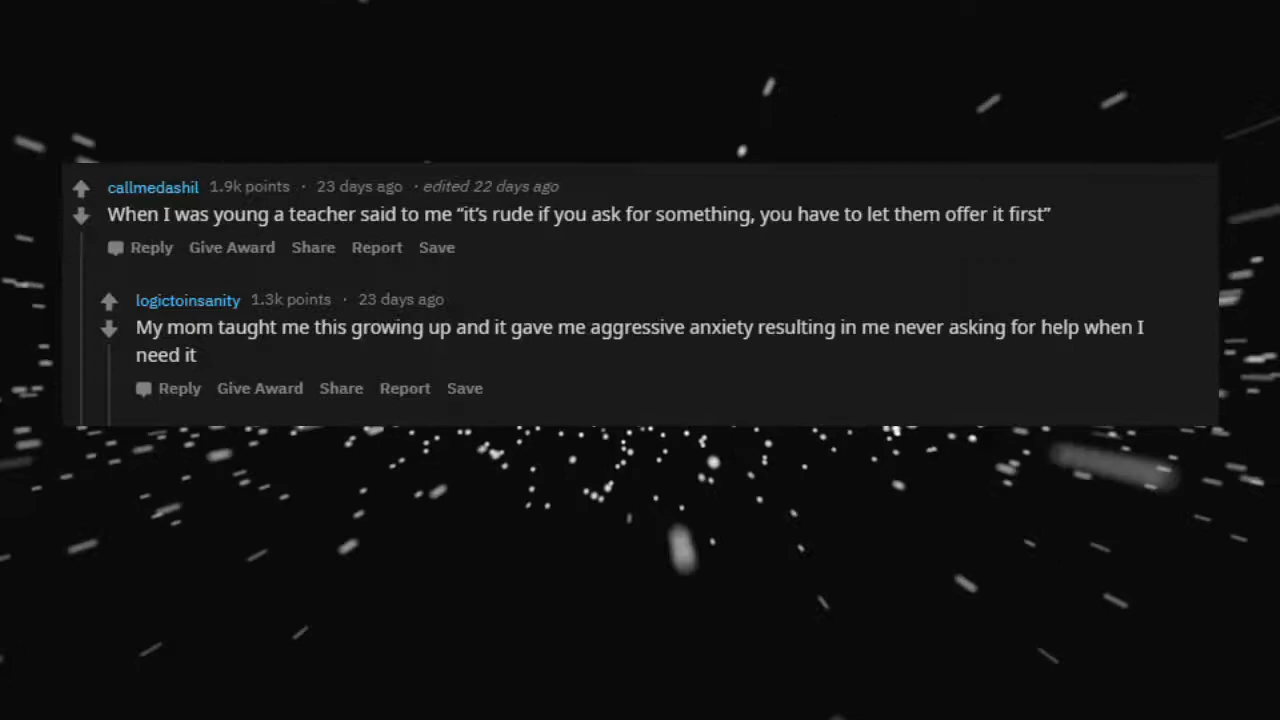 callmedashil 1.9k points · 23 days ago · edited 22 days ago
When I was young a teacher said to me “it’s rude if you ask for something, you have to let them offer it first”
Reply Give Award Share Report Save
logictoinsanity 1.3k points · 23 days ago
My mom taught me this growing up and it gave me aggressive anxiety resulting in me never asking for help when I
need it
Reply Give Award Share Report Save